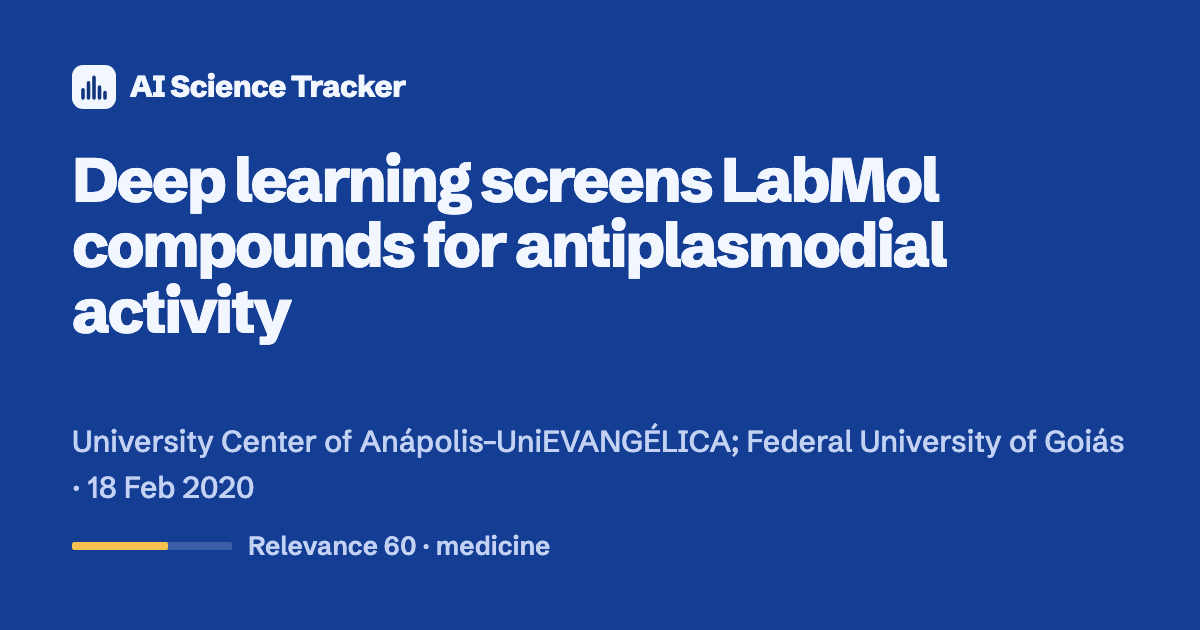 AI Science Tracker
Deep learning screens LabMol
compounds for antiplasmodial
activity
University Center of Anápolis–UniEVANGÉLICA; Federal University of Goiás
· 18 Feb 2020
Relevance 60 · medicine